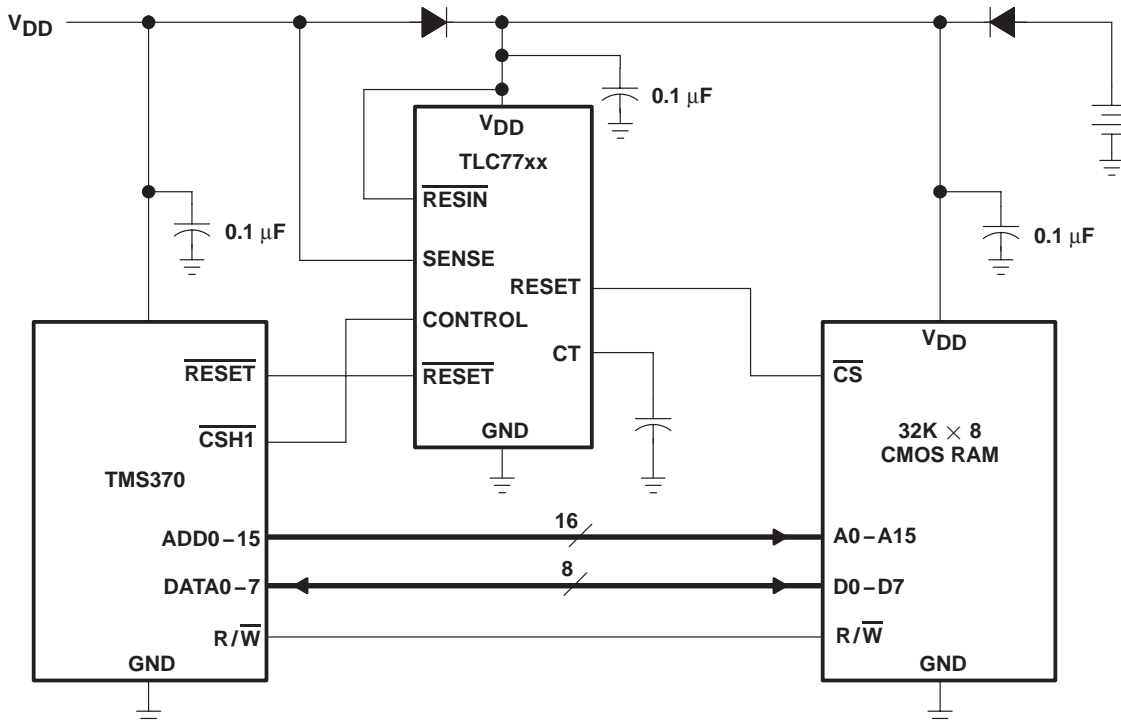 VDD
0.1 μF
VDD
TLC77xx
RESIN
0.1 μF
0.1 μF
SENSE
RESET
CONTROL
VDD
CT
RESET
RESET
CS
CSH1
GND
32K × 8
CMOS RAM
TMS370
16
ADD0–15
A0–A15
8
DATA0–7
D0–D7
R/W
R/W
GND
GND